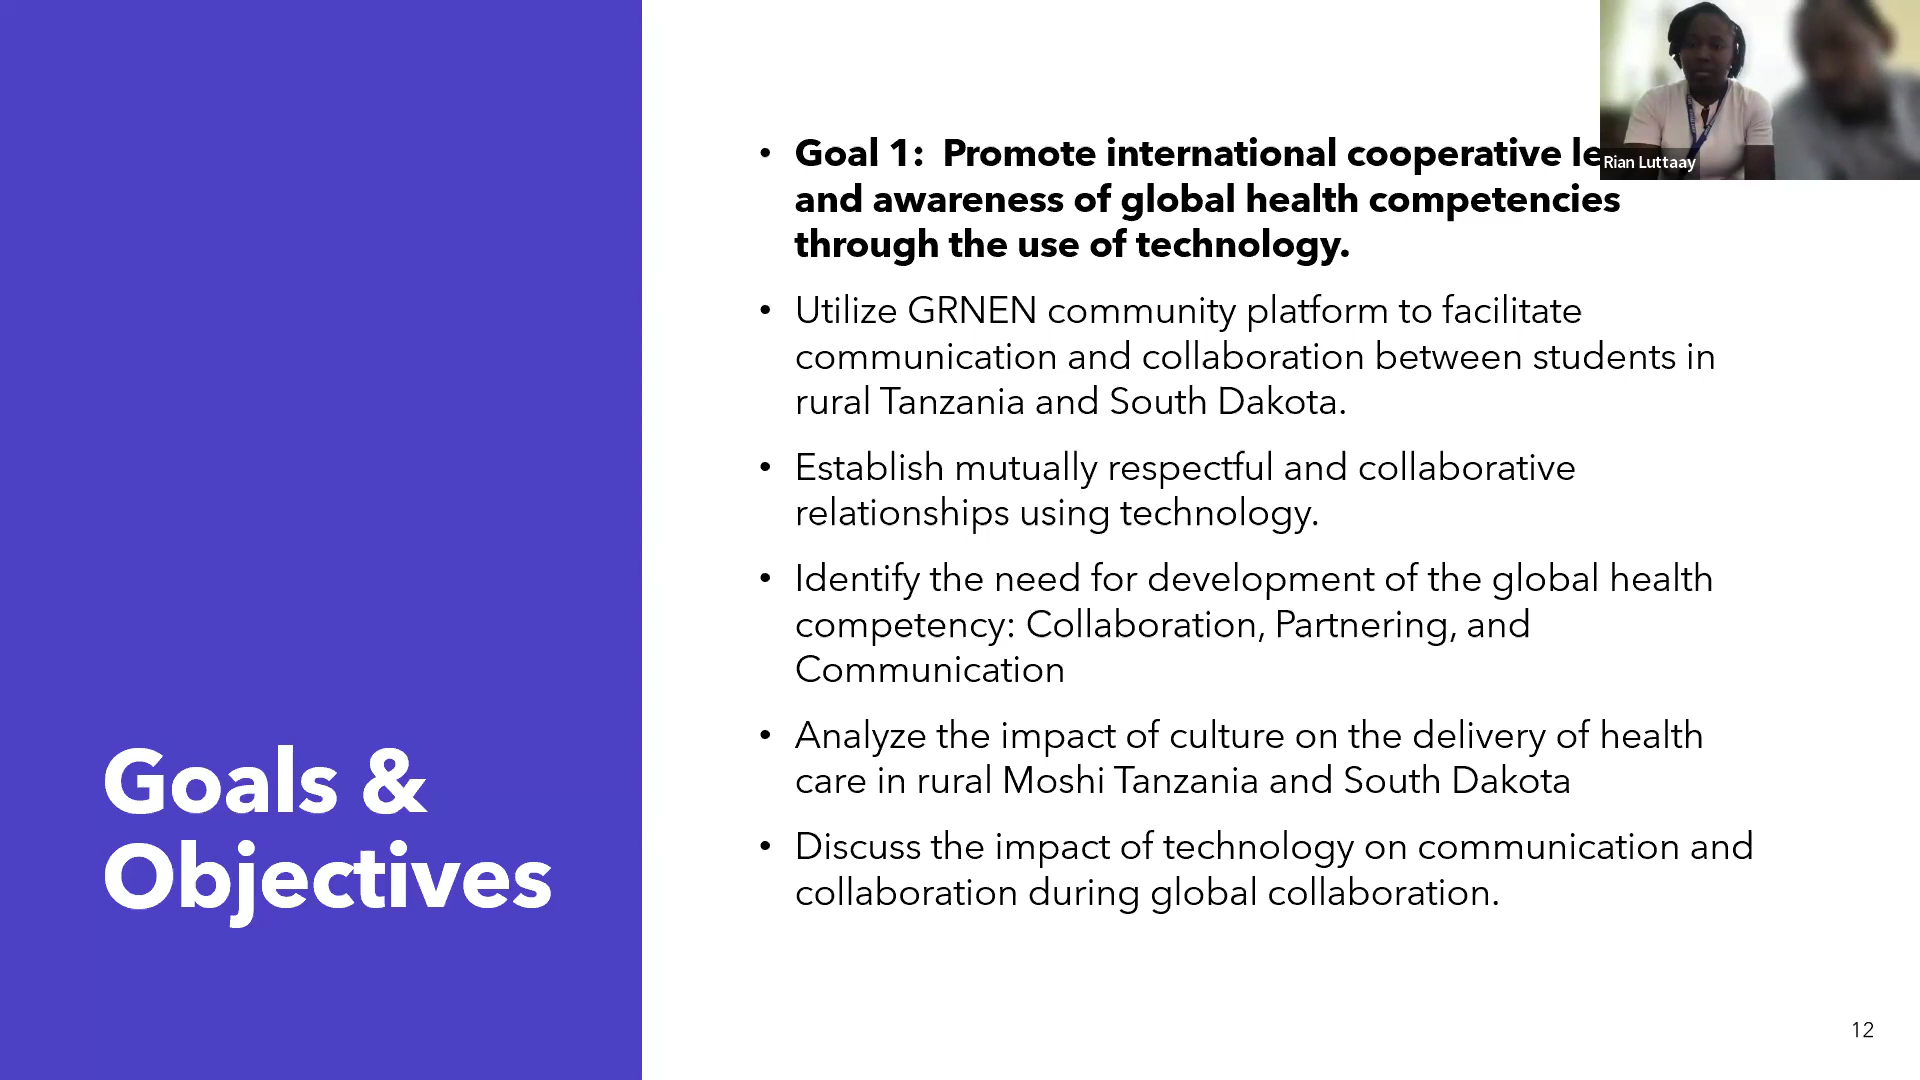 Goal 1: Promote international cooperative
Rian Luttaay
and awareness of global health competencies
through the use of technology.
Utilize GRNEN community platform to facilitate
communication and collaboration between students in
rural Tanzania and South Dakota.
Establish mutually respectful and collaborative
relationships using technology.
Identify the need for development of the global health
competency: Collaboration, Partnering, and
Communication
Analyze the impact of culture on the delivery of health
care in rural Moshi Tanzania and South Dakota
Discuss the impact of technology on communication and
collaboration during global collaboration.
Goals &
Objectives
12